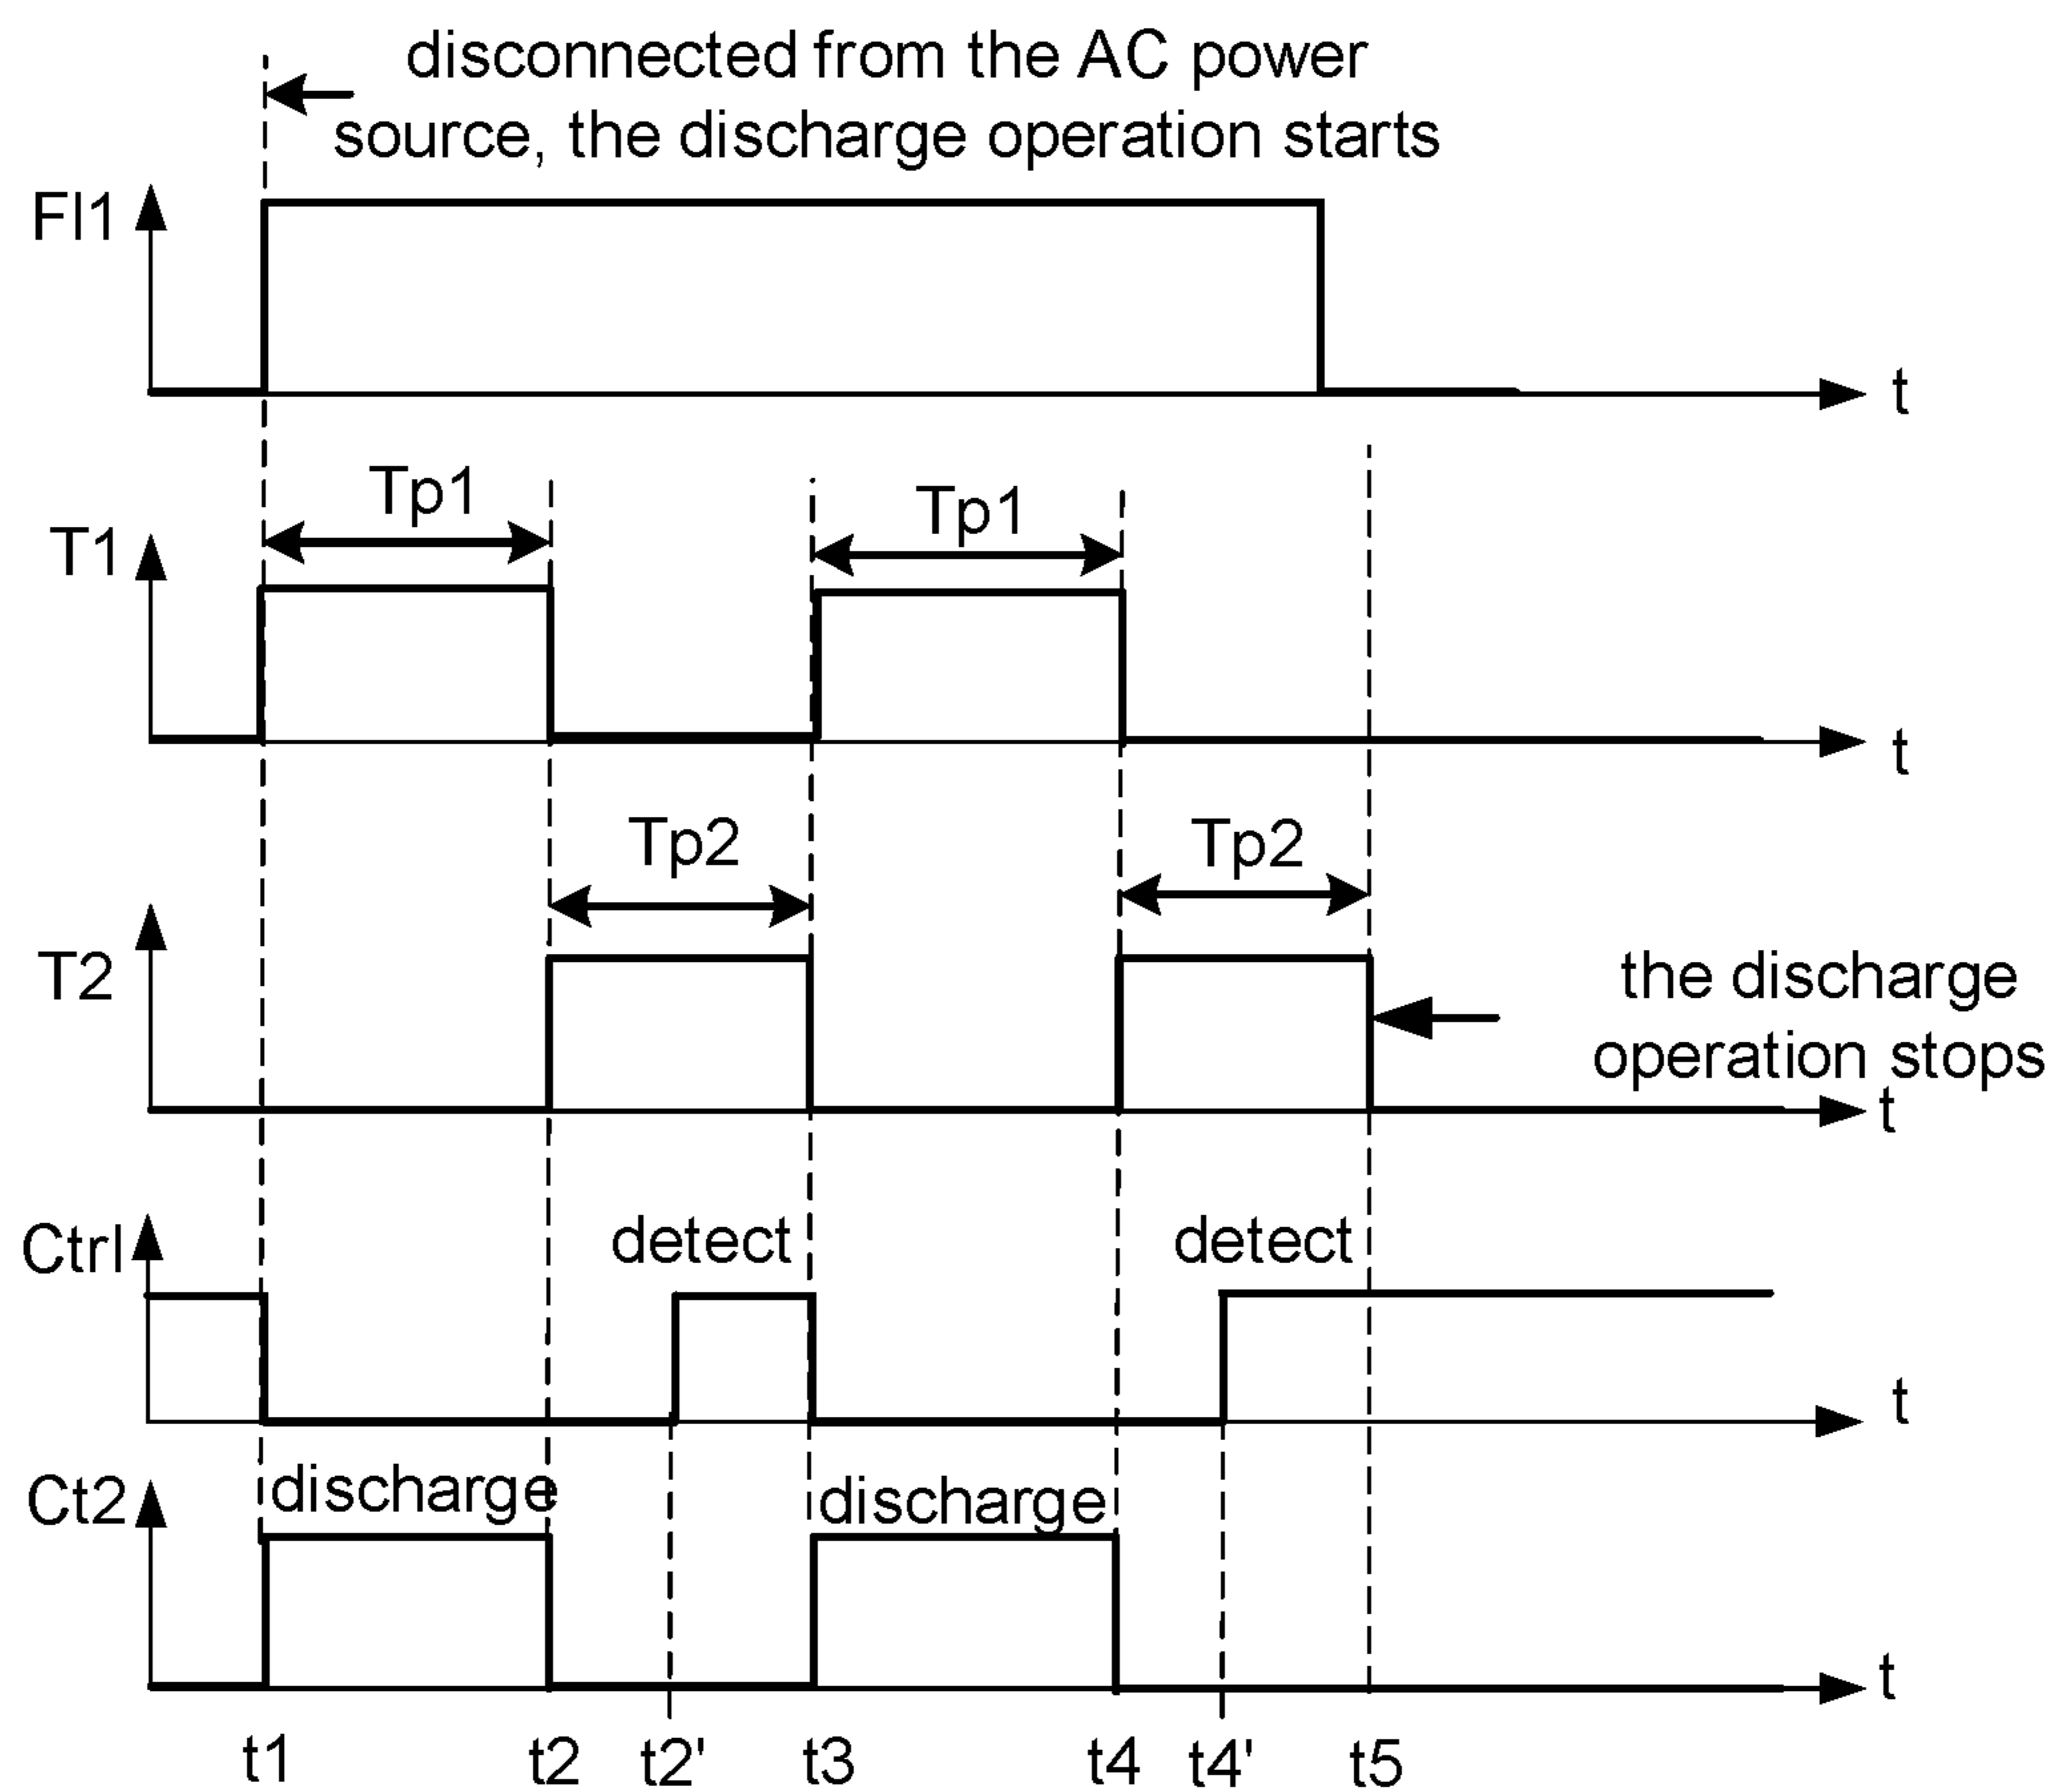 disconnected from the AC power
source, the discharge operation starts
Fl1
t
Tp1
Tp1
T1
t
Tp2
Tp2
T2
the discharge
operation stops
t
Ctrl
detect
detect
t
Ct2
discharge
discharge
t
t1
t2
t2'
t3
t4
t4'
t5